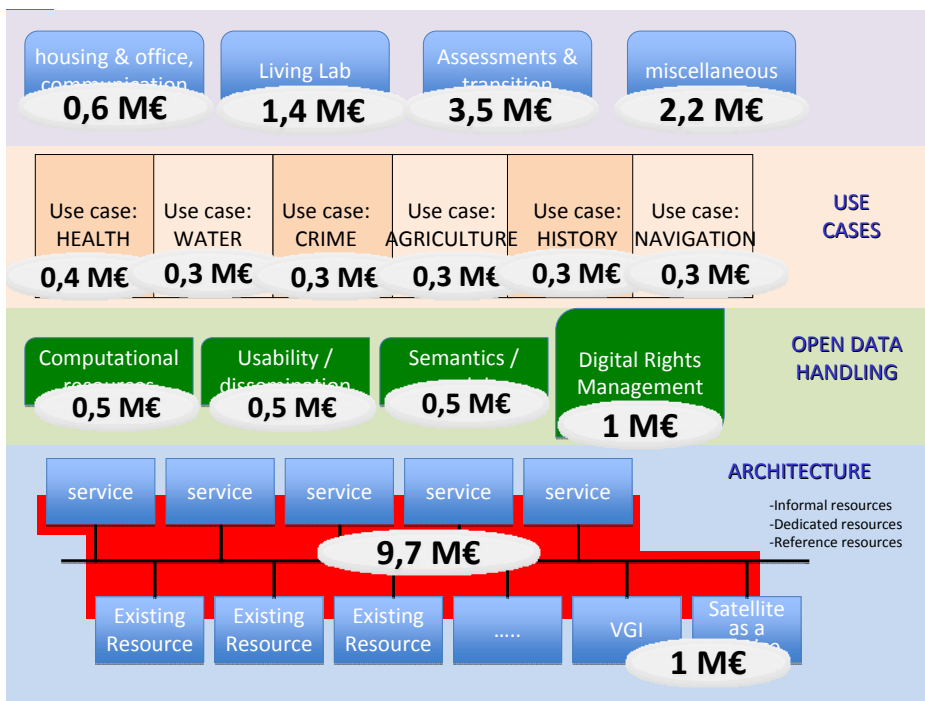 housing & office,
communication
0,6 M€
Living Lab
1,4 M€
Assessments &
transition
3,5 M€
miscellaneous
2,2 M€
Use case:
HEALTH
0,4 M€
Use case:
WATER
0,3 M€
Use case:
CRIME
0,3 M€
Use case:
AGRICULTURE
0,3 M€
Use case:
HISTORY
0,3 M€
Use case:
NAVIGATION
0,3 M€
USE
CASES
Computational
resources
0,5 M€
Usability /
dissemination
0,5 M€
Semantics /
0,5 M€
Digital Rights
Management
1 M€
OPEN DATA
HANDLING
ARCHITECTURE
-Informal resources
-Dedicated resources
-Reference resources
service
service
service
service
service
9,7 M€
Existing
Resource
Existing
Resource
Existing
Resource
…..
VGI
Satellite
as a
1 M€